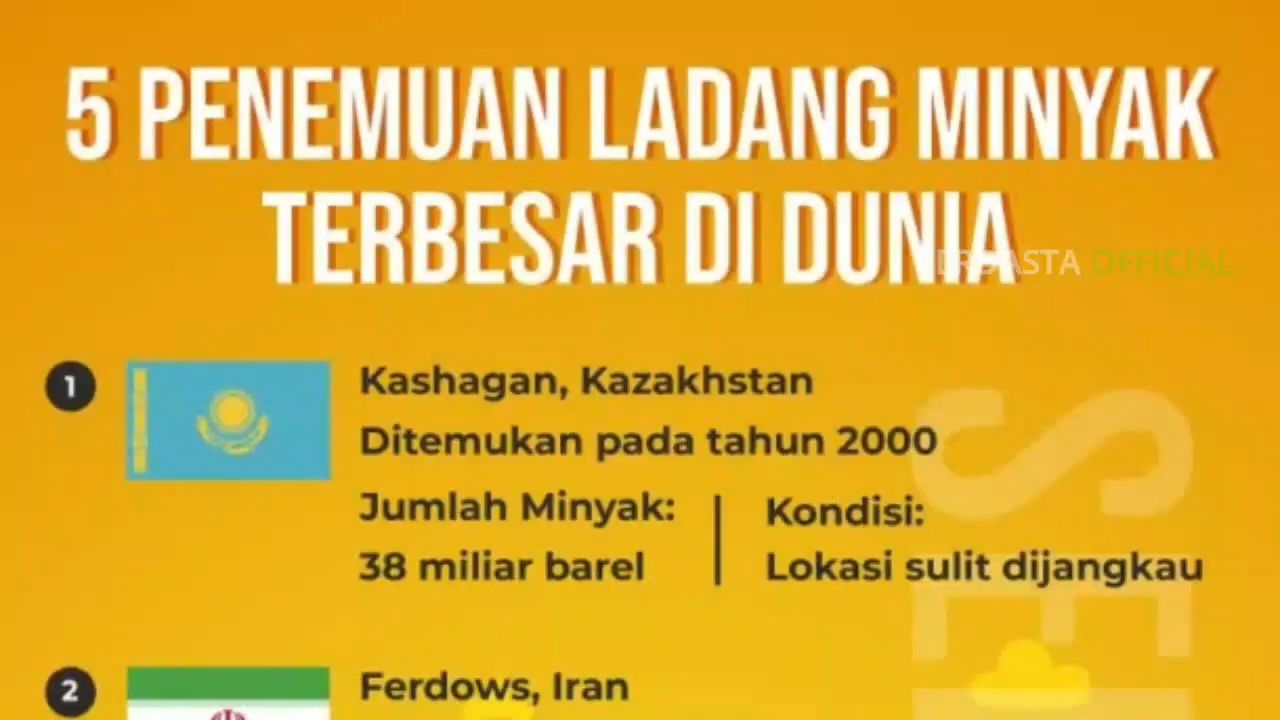 5 PENEMUAN LADANG MINYAK
TERBESAR DI DUNIA
OFFICIAL
1
Kashagan, Kazakhstan
Ditemukan pada tahun 2000
Jumlah Minyak:
38 miliar barel
Kondisi:
Lokasi sulit dijangkau
2
Ferdows, Iran